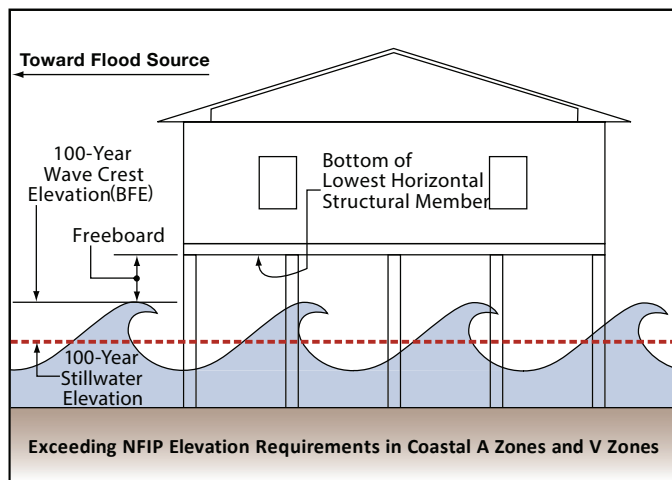 Toward Flood Source
100-Year
Wave Crest
Elevation(BFE)
Freeboard
Bottom of
Lowest Horizontal
Structural Member
100-Year
Stillwater
Elevation
Exceeding NFIP Elevation Requirements in Coastal A Zones and V Zones